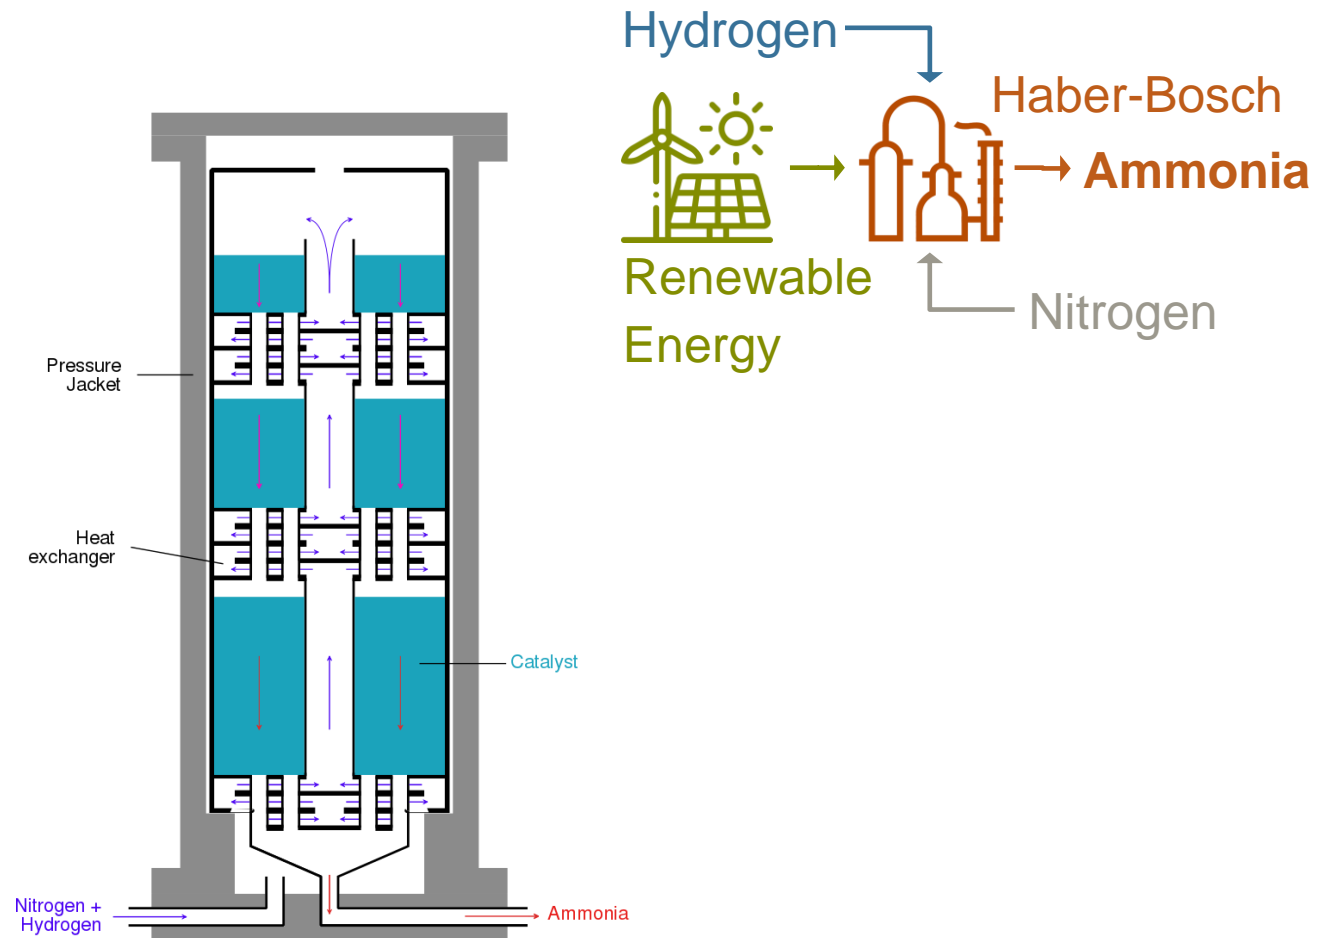 Hydrogen
Haber-Bosch
Ammonia
Renewable
Energy
Nitrogen
Pressure
Jacket
Heat
exchanger
Catalyst
Nitrogen +
Hydrogen
Ammonia